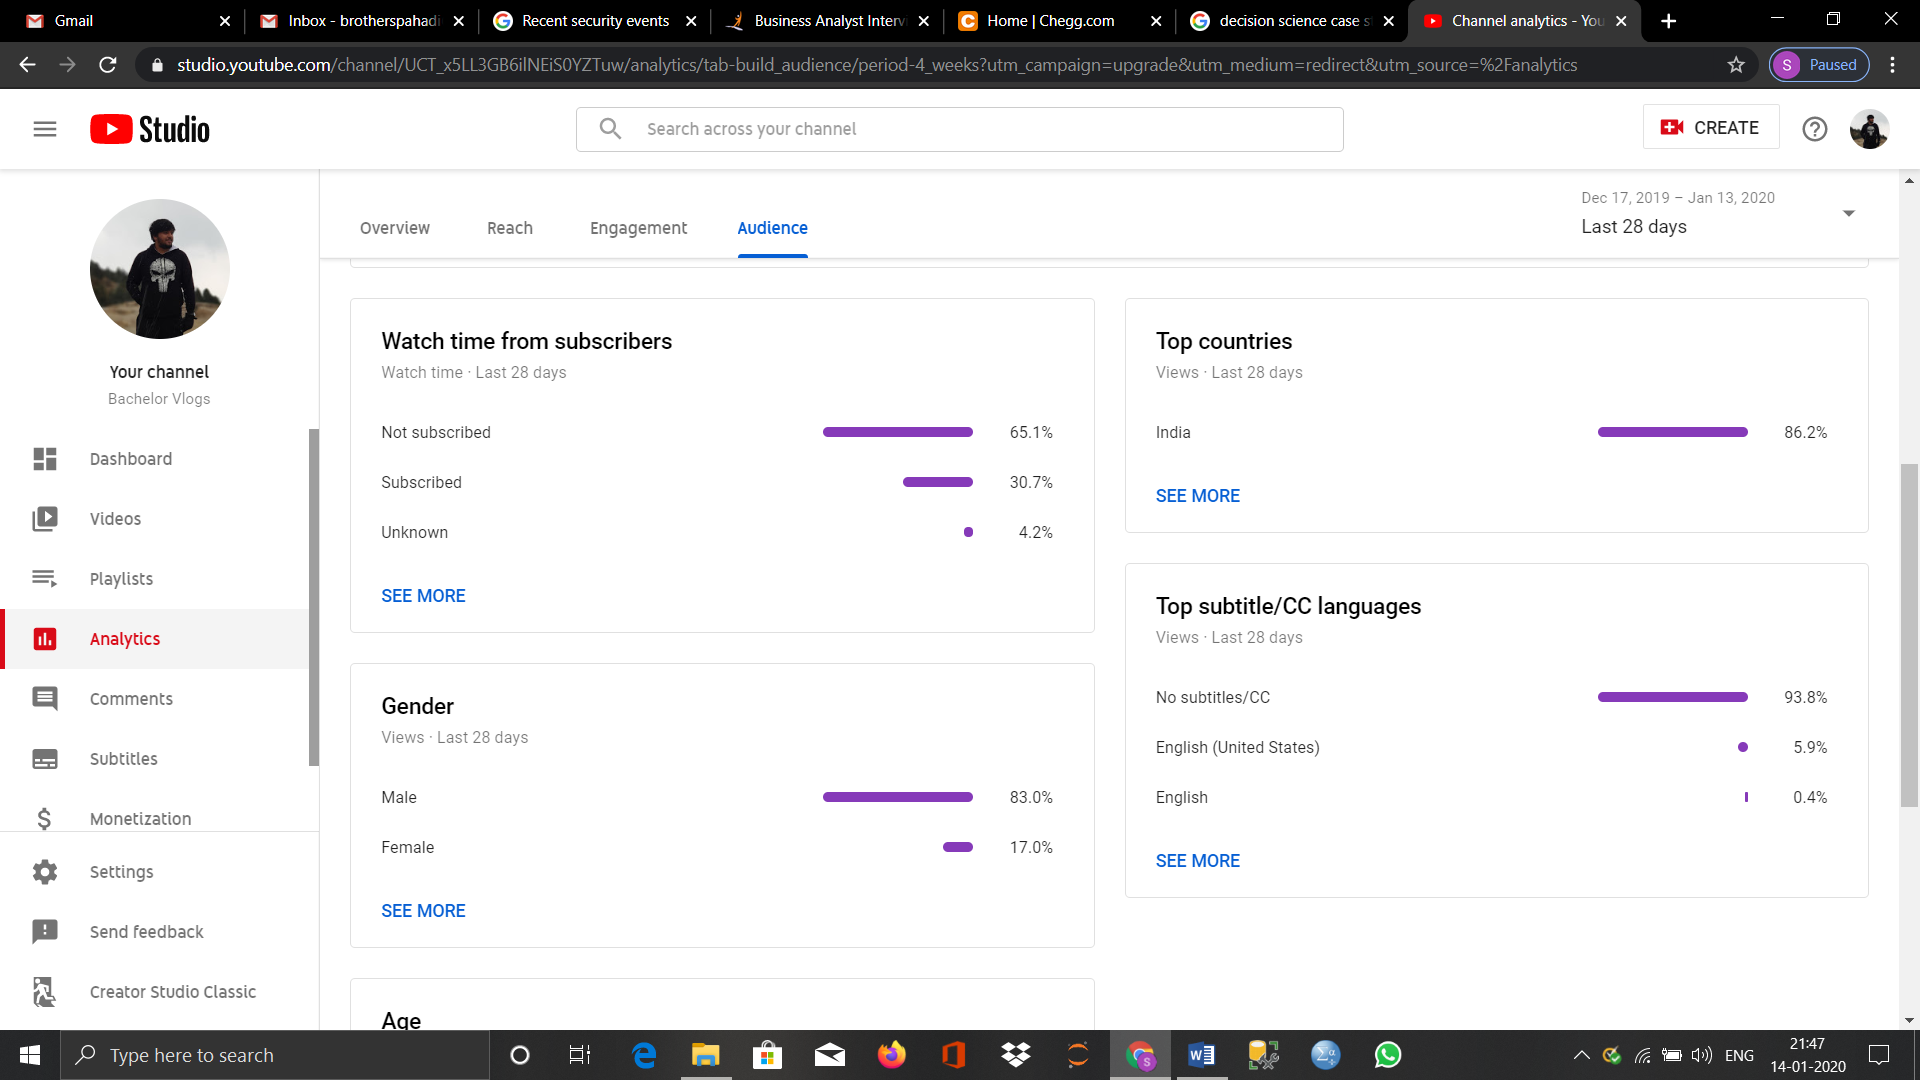 Gmail
Inbox - brotherspahadi
Recent security events
Business Analyst Interv
Home | Chegg.com
decision science case s
Channel analytics - You
studio.youtube.com/channel/UCT_x5LL3GB6ilNEiS0YZTuw/analytics/tab-build_audience/period-4_weeks?utm_campaign=upgrade&utm_medium=redirect&utm_source=%2Fanalytics
S Paused
Studio
Search across your channel
CREATE
Your channel
Bachelor Vlogs
Dashboard
Videos
Playlists
Analytics
Comments
Subtitles
Monetization
Settings
Send feedback
Creator Studio Classic
Overview Reach Engagement Audience
Dec 17, 2019 – Jan 13, 2020
Last 28 days
Watch time from subscribers
Watch time · Last 28 days
Not subscribed 65.1%
Subscribed 30.7%
Unknown 4.2%
SEE MORE
Gender
Views · Last 28 days
Male 83.0%
Female 17.0%
SEE MORE
Age
Top countries
Views · Last 28 days
India 86.2%
SEE MORE
Top subtitle/CC languages
Views · Last 28 days
No subtitles/CC 93.8%
English (United States) 5.9%
English 0.4%
SEE MORE
Type here to search
ENG
21:47
14-01-2020